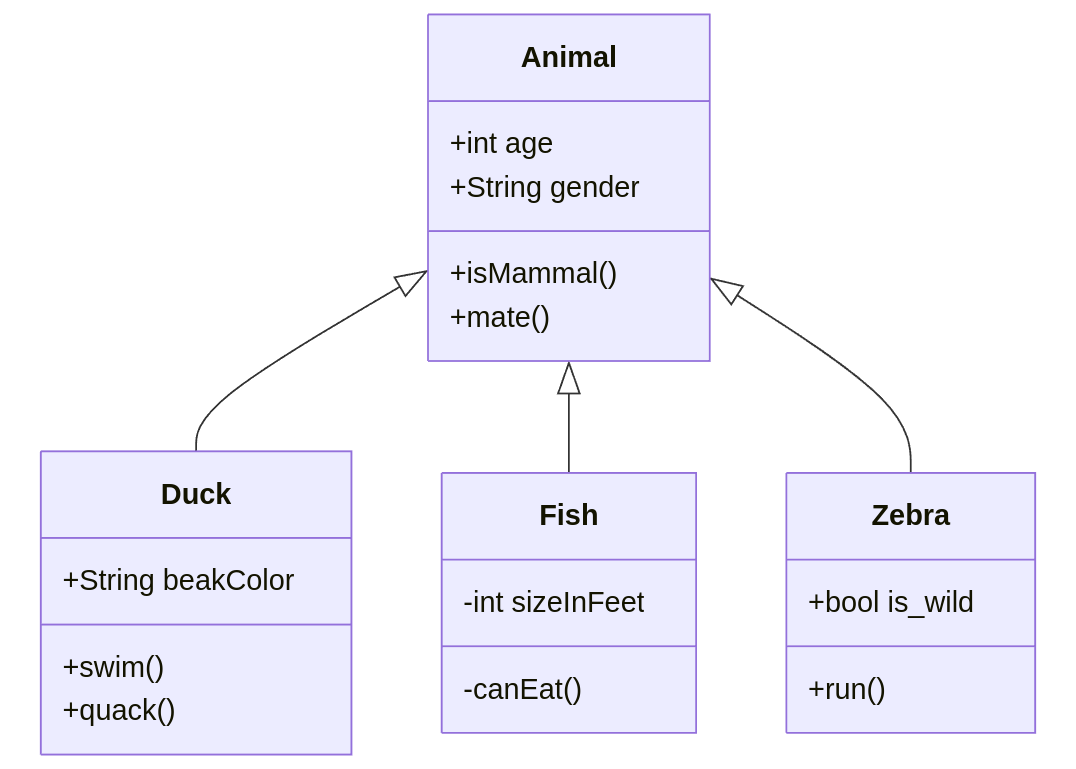 Animal
+int age
+String gender
+isMammal()
+mate()
Duck
+String beakColor
+swim()
+quack()
Fish
-int sizeInFeet
-canEat()
Zebra
+bool is_wild
+run()